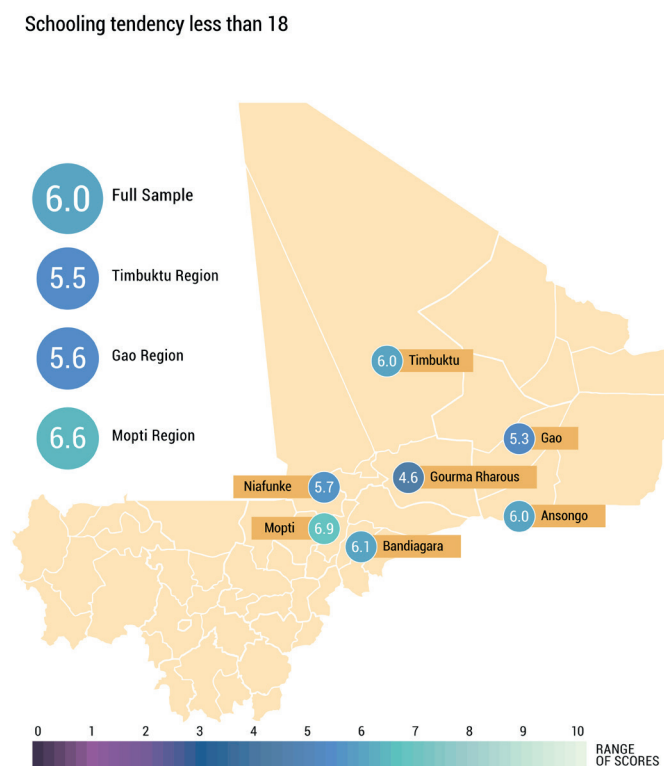 Schooling tendency less than 18
6.0 Full Sample
5.5 Timbuktu Region
5.6 Gao Region
6.6 Mopti Region
6.0 Timbuktu
5.3 Gao
4.6 Gourma Rharous
Niafunke 5.7
6.0 Ansongo
Mopti 6.9
6.1 Bandiagara
0 1 2 3 4 5 6 7 8 9 10
RANGE
OF SCORES